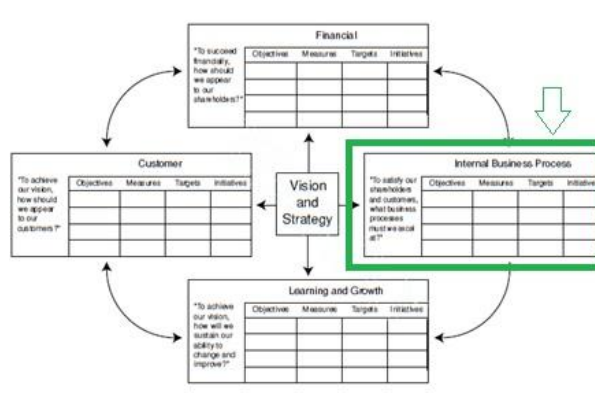 Financial
"To succeed
financially,
how should
we appear
to our
shareholders?"
Objectives Measures Targets Initiatives
Customer
"To achieve
our vision,
how should
we appear
to our
customers?"
Objectives Measures Targets Initiatives
Vision
and
Strategy
Internal Business Process
"To satisfy our
shareholders
and customers,
what business
processes
must we excel
at?"
Objectives Measures Targets Initiative
Learning and Growth
"To achieve
our vision,
how will we
sustain our
ability to
change and
improve?"
Objectives Measures Targets Initiatives